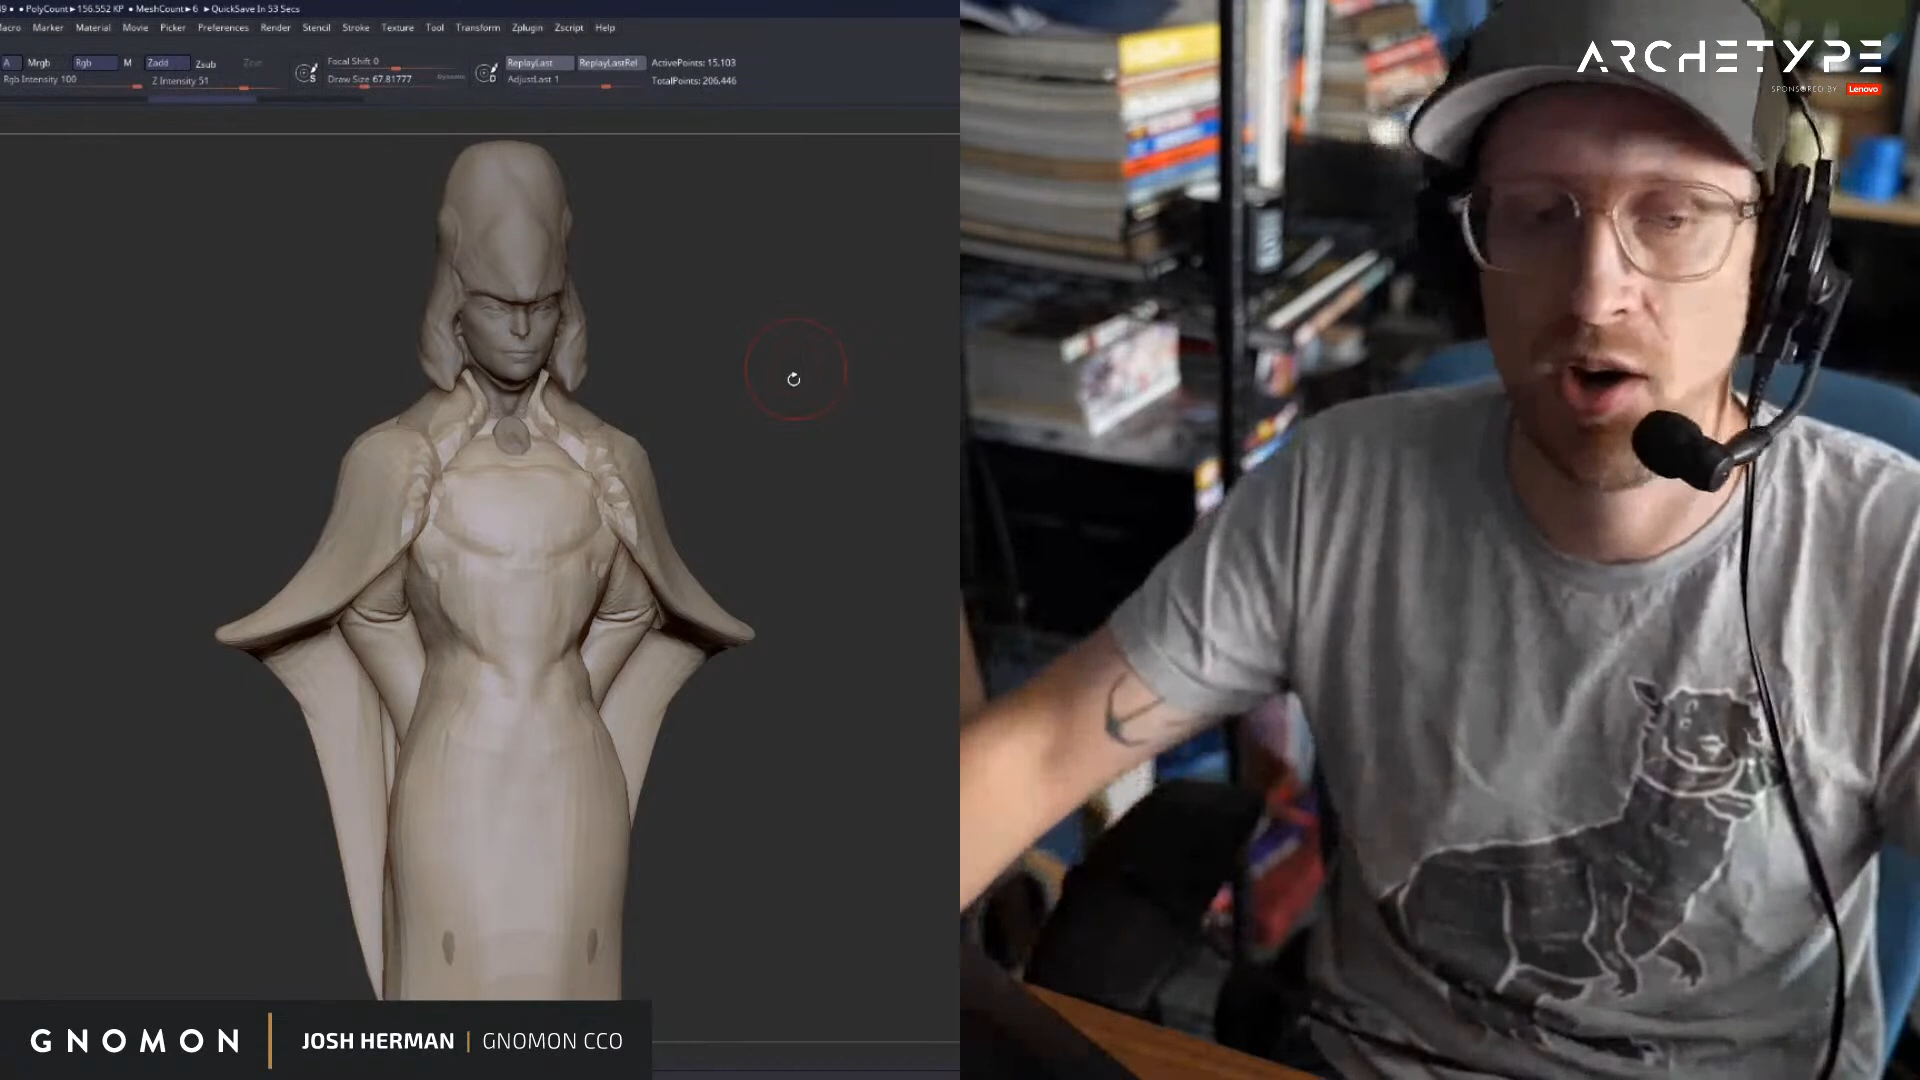 PolyCount►156.552 KP • MeshCount►6 ►QuickSave In 53 Secs
Marker Material Movie Picker Preferences Render Stencil Stroke Texture Tool Transform Zplugin Zscript Help
A Mrgb Rgb M Zadd Zsub
Rgb Intensity 100 Z Intensity 51
Focal Shift 0
Draw Size 67.81777 Dynamic
ReplayLast ReplayLastRel ActivePoints: 15,103
AdjustLast 1 TotalPoints: 206,446
ARCHETYPE
SPONSORED BY Lenovo
GNOMON | JOSH HERMAN | GNOMON CCO